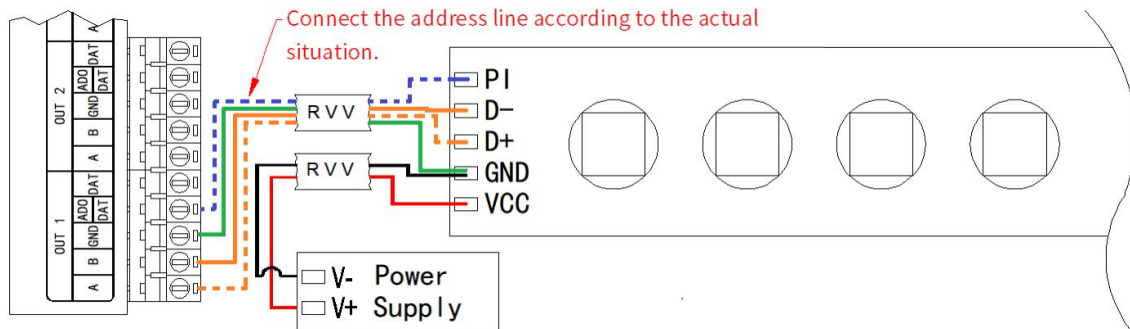 Connect the address line according to the actual
situation.
A
DAT
OUT 2
ADO
DAT
GND
B
A
DAT
OUT 1
ADO
DAT
GND
B
A
RVV
RVV
PI
D-
D+
GND
VCC
V- Power
V+ Supply